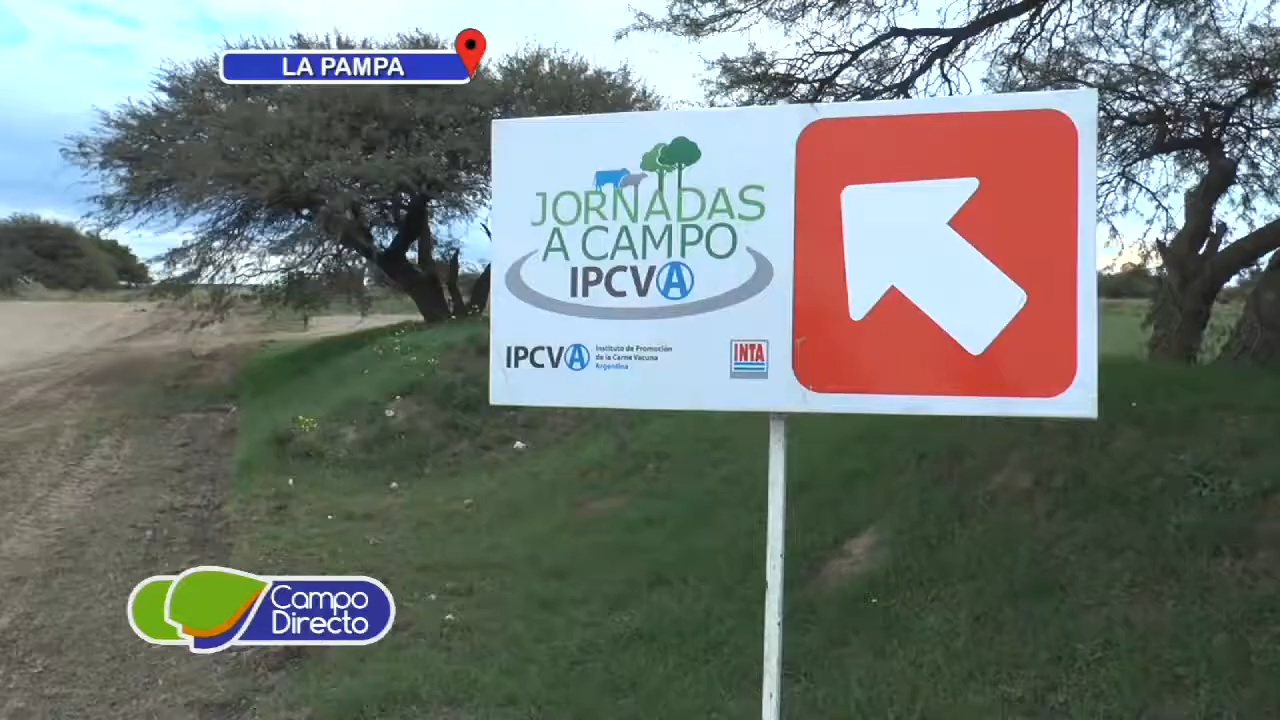 LA PAMPA
JORNADAS
A CAMPO
IPCVA
IPCVA
Instituto de Promoción
de la Carne Vacuna
Argentina
INTA
Campo
Directo